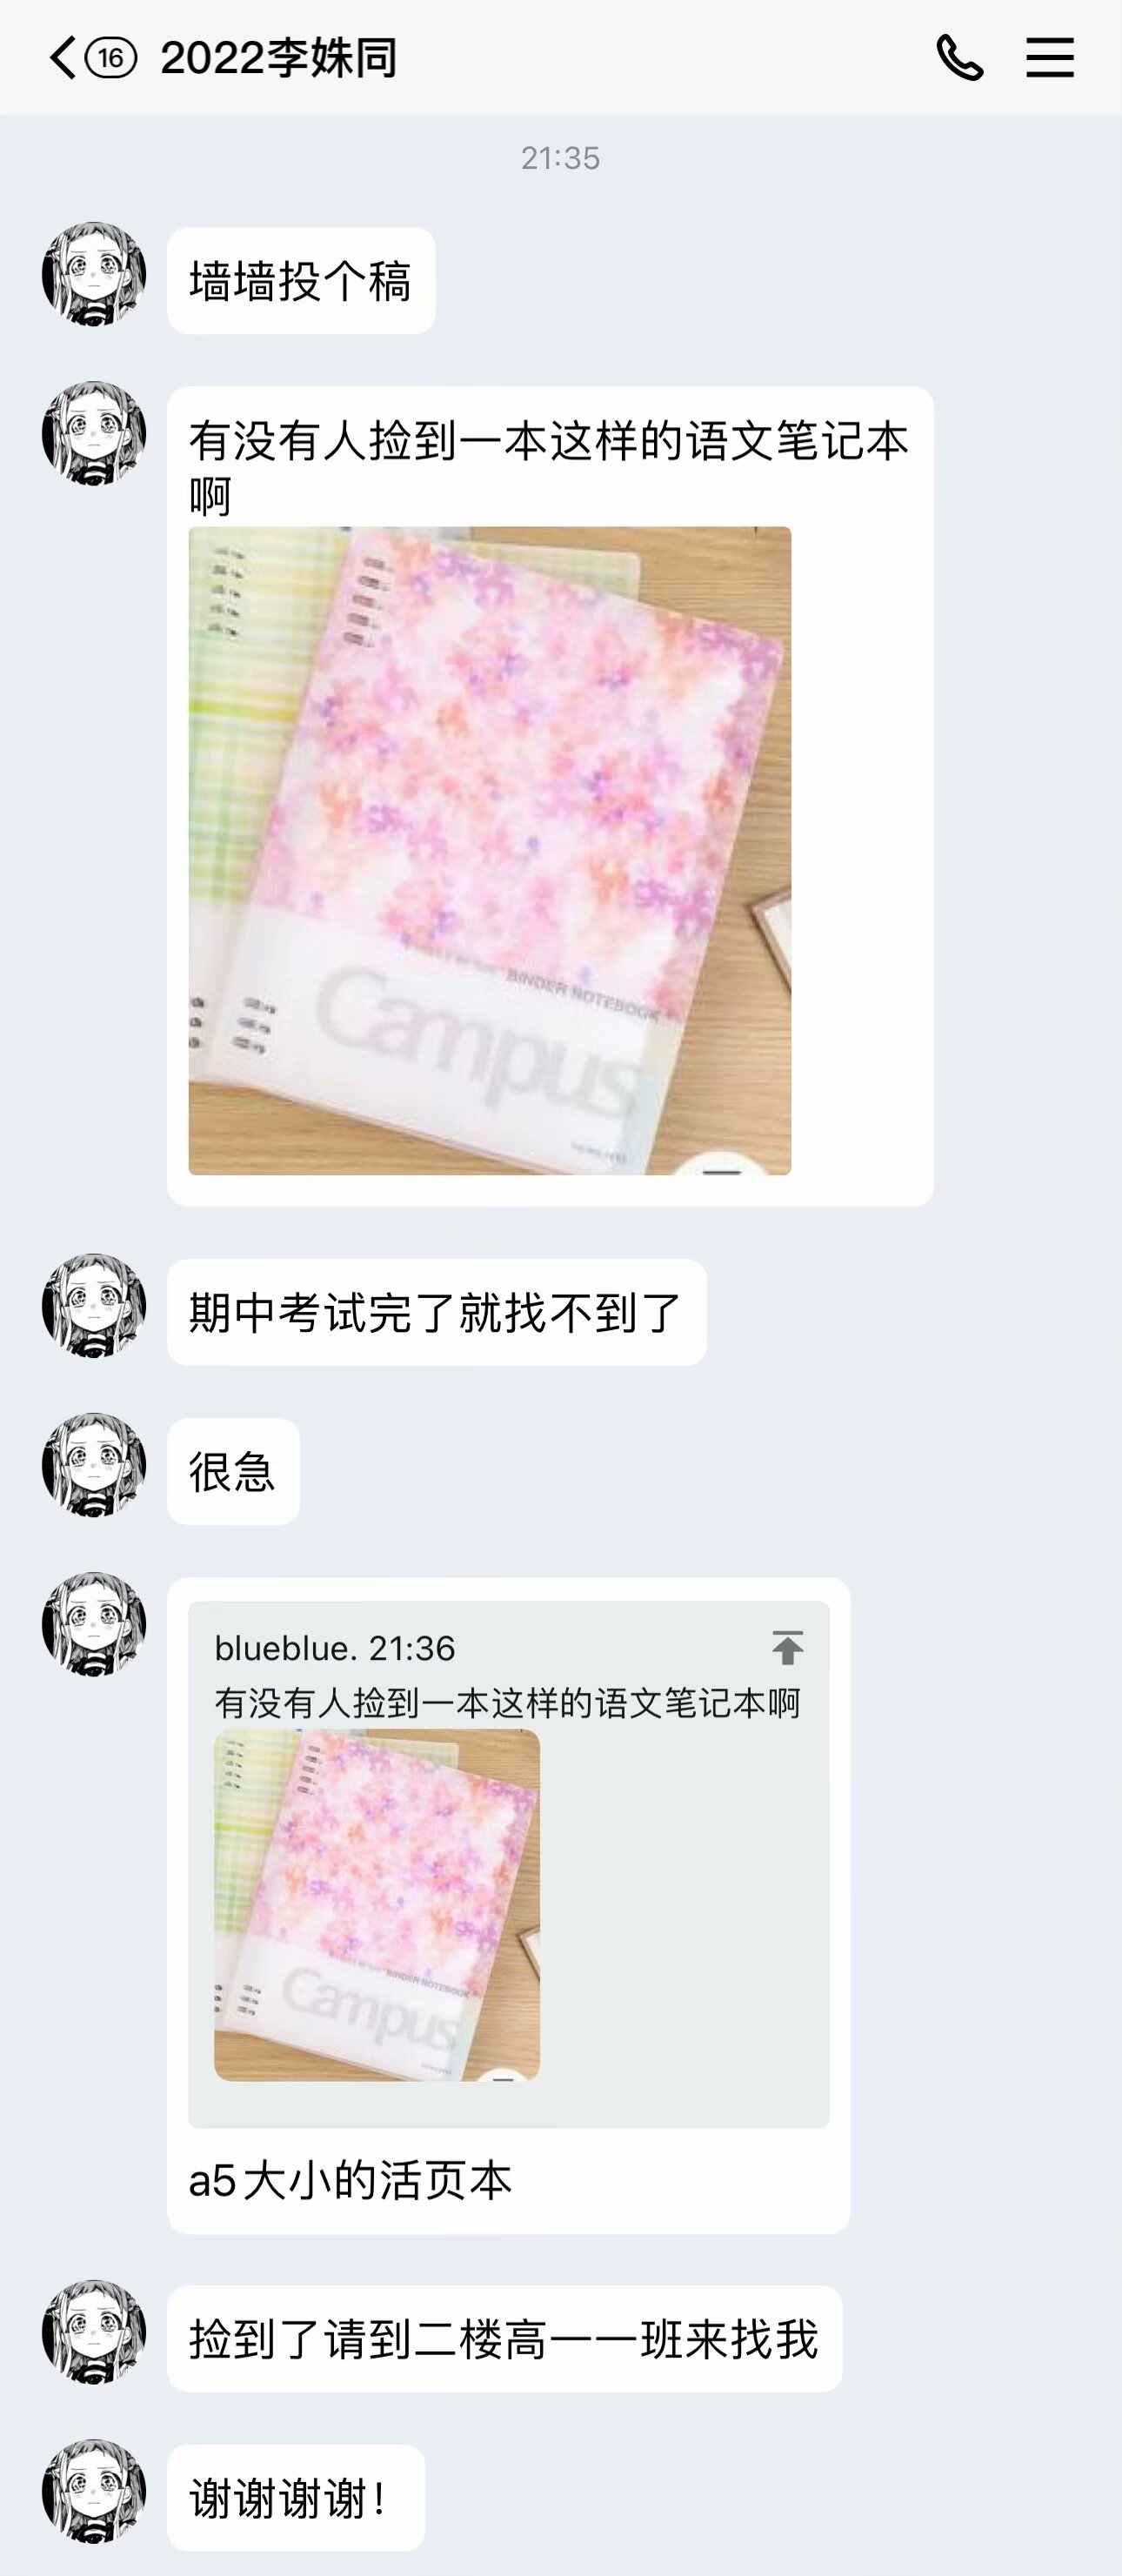 16
2022李姝同
21:35
墙墙投个稿
有没有人捡到一本这样的语文笔记本
啊
BINDER NOTEBOOK
Campus
期中考试完了就找不到了
很急
blueblue. 21:36
有没有人捡到一本这样的语文笔记本啊
BINDER NOTEBOOK
Campus
a5大小的活页本
捡到了请到二楼高一一班来找我
谢谢谢谢！